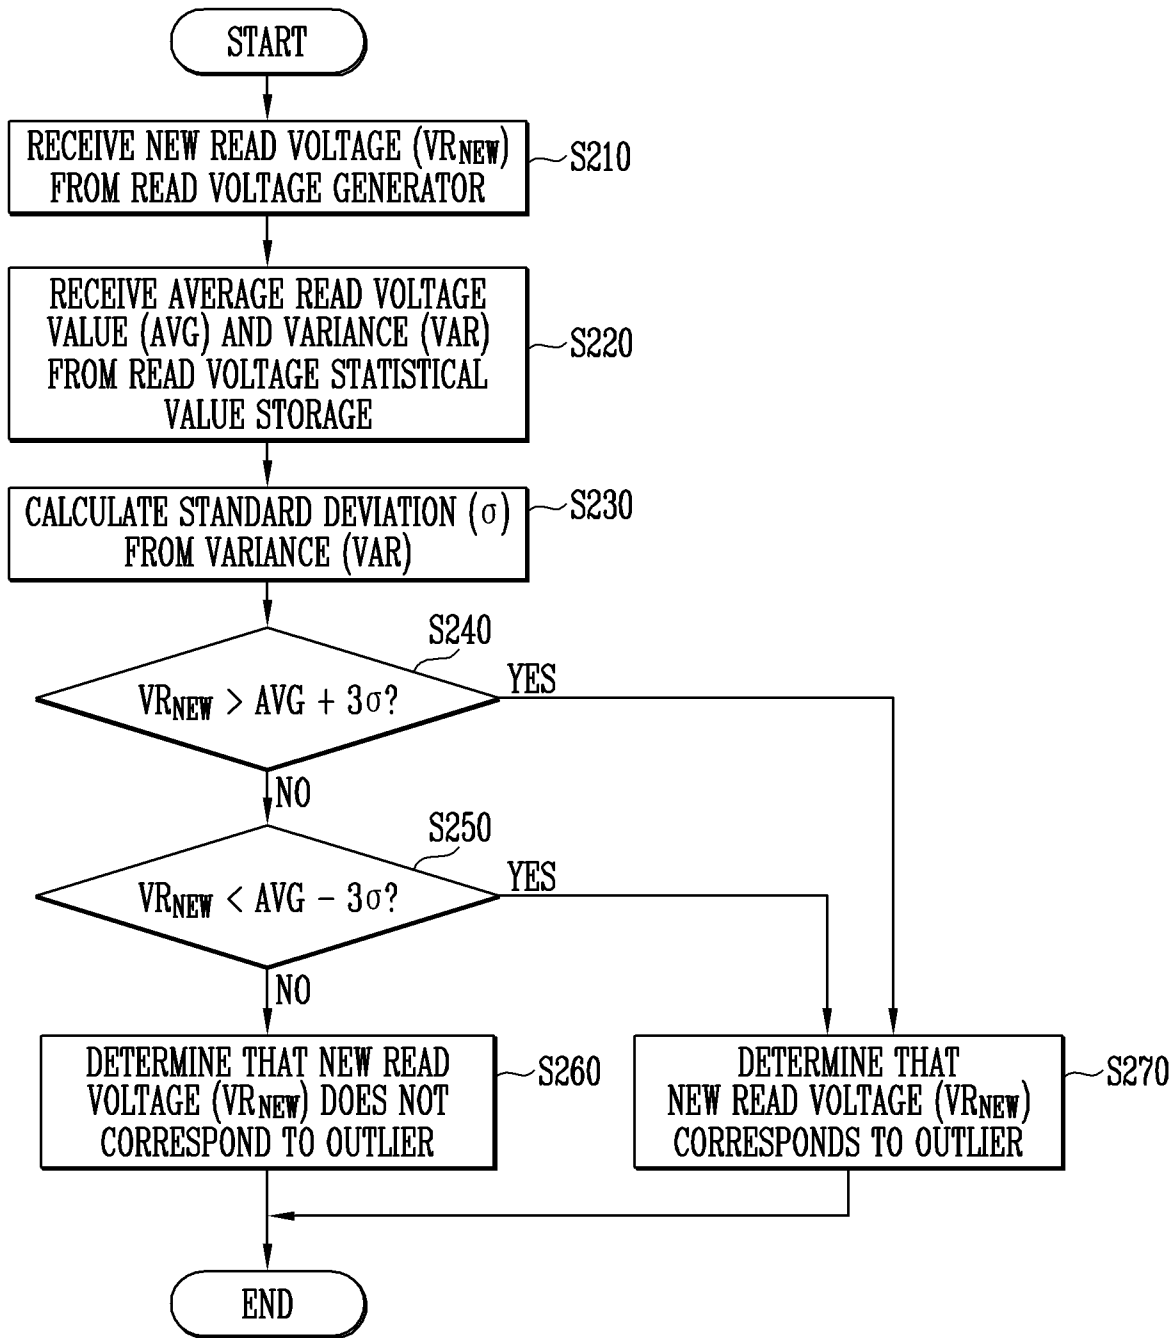 START
RECEIVE NEW READ VOLTAGE (VRNEW)
FROM READ VOLTAGE GENERATOR
S210
RECEIVE AVERAGE READ VOLTAGE
VALUE (AVG) AND VARIANCE (VAR)
FROM READ VOLTAGE STATISTICAL
VALUE STORAGE
S220
CALCULATE STANDARD DEVIATION (σ)
FROM VARIANCE (VAR)
S230
S240
VRNEW > AVG + 3σ?
YES
NO
S250
VRNEW < AVG − 3σ?
YES
NO
DETERMINE THAT NEW READ
VOLTAGE (VRNEW) DOES NOT
CORRESPOND TO OUTLIER
S260
DETERMINE THAT
NEW READ VOLTAGE (VRNEW)
CORRESPONDS TO OUTLIER
S270
END